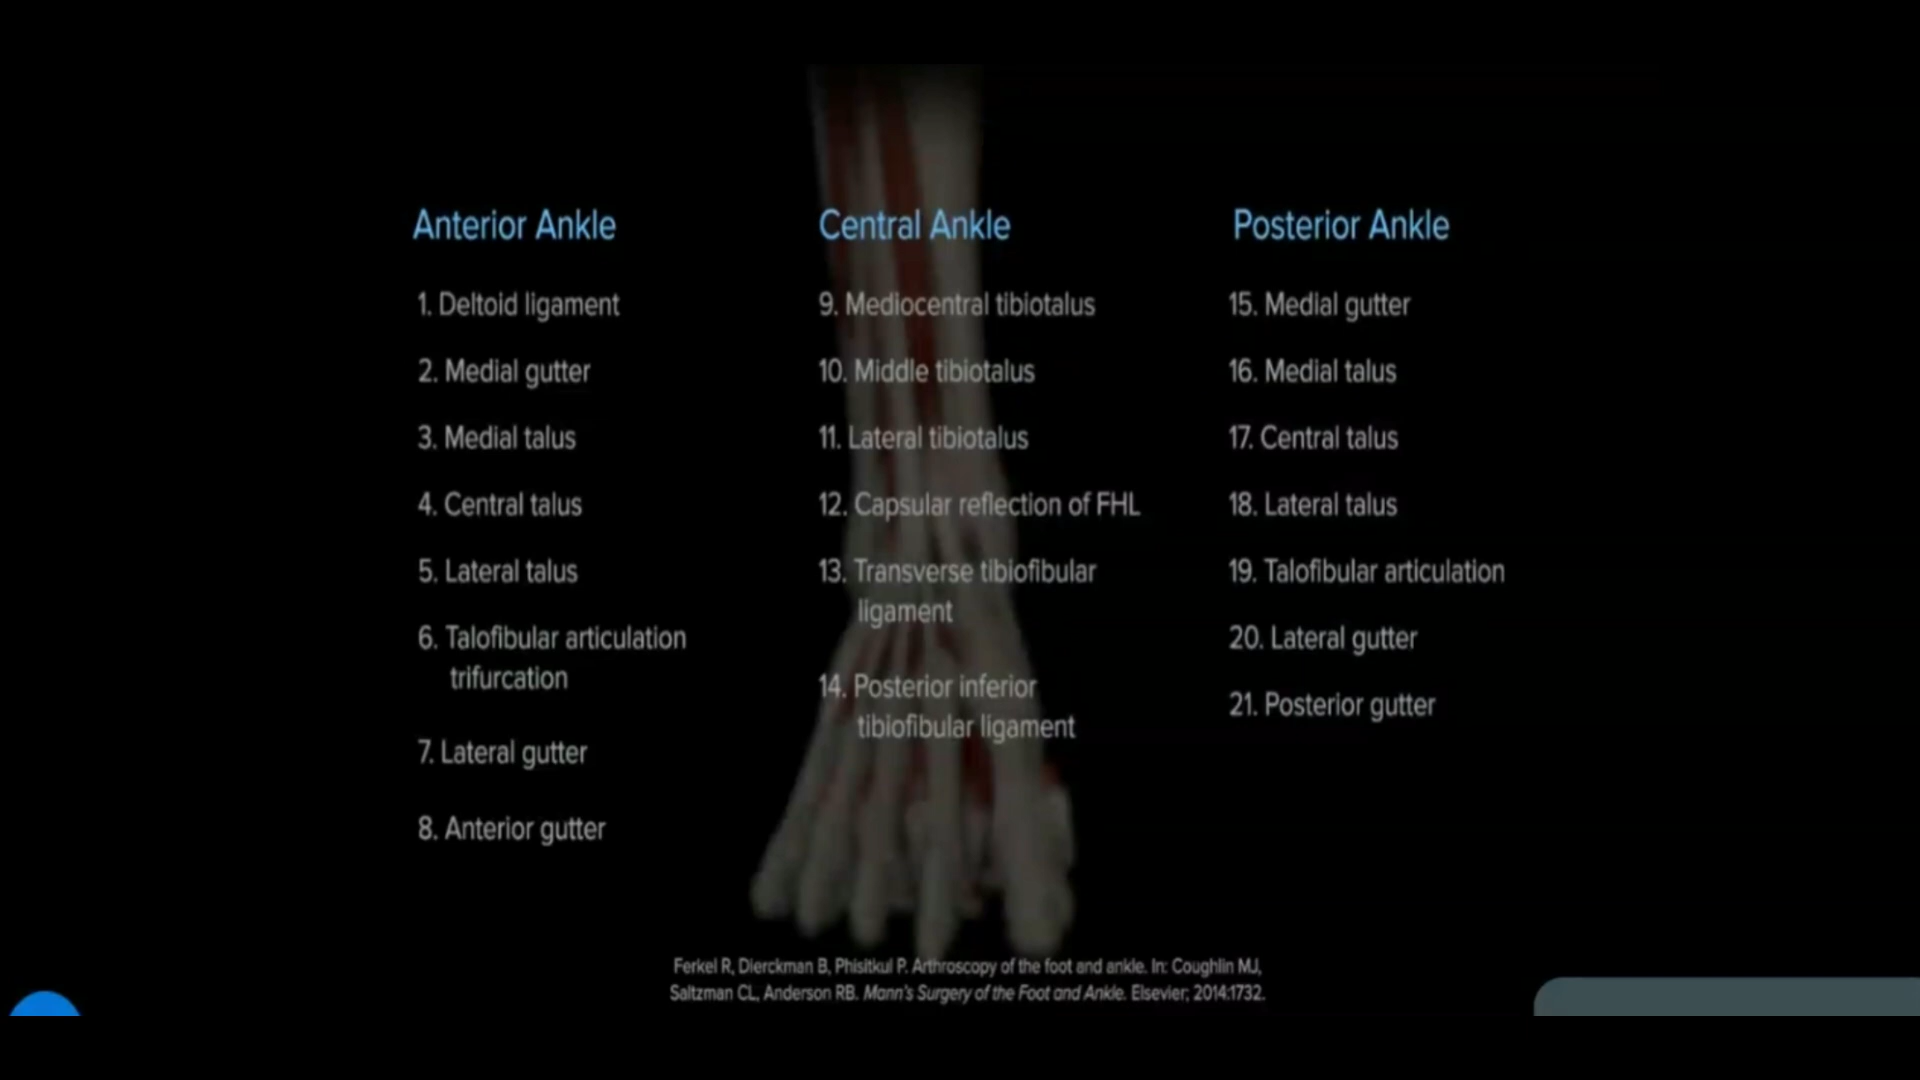 Anterior Ankle
1. Deltoid ligament
2. Medial gutter
3. Medial talus
4. Central talus
5. Lateral talus
6. Talofibular articulation
trifurcation
7. Lateral gutter
8. Anterior gutter
Central Ankle
9. Mediocentral tibiotalus
10. Middle tibiotalus
11. Lateral tibiotalus
12. Capsular reflection of FHL
13. Transverse tibiofibular
ligament
14. Posterior inferior
tibiofibular ligament
Posterior Ankle
15. Medial gutter
16. Medial talus
17. Central talus
18. Lateral talus
19. Talofibular articulation
20. Lateral gutter
21. Posterior gutter
Ferkel R, Dierckman B, Phisitkul P. Arthroscopy of the foot and ankle. In: Coughlin MJ,
Saltzman CL, Anderson RB. Mann's Surgery of the Foot and Ankle. Elsevier; 2014:1732.